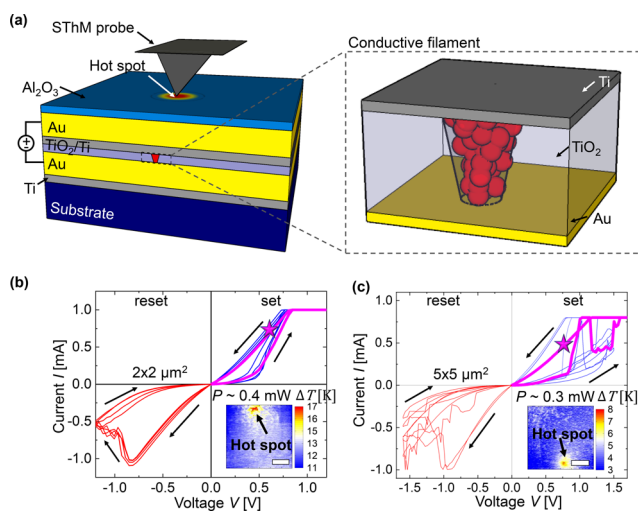 (a)
SThM probe
Hot spot
Al₂O₃
Au
TiO₂/Ti
Au
Ti
Substrate
Conductive filament
Ti
TiO₂
Au
(b)
reset
set
2x2 μm²
P ~ 0.4 mW ΔT [K]
Hot spot
17
16
15
14
13
12
11
Current I [mA]
1.0
0.5
0.0
-0.5
-1.0
-1.0
-0.5
0.0
0.5
1.0
Voltage V [V]
(c)
reset
set
5x5 μm²
P ~ 0.3 mW ΔT [K]
Hot spot
8
7
6
5
4
3
Current I [mA]
1.0
0.5
0.0
-0.5
-1.0
-1.5
-1.0
-0.5
0.0
0.5
1.0
1.5
Voltage V [V]